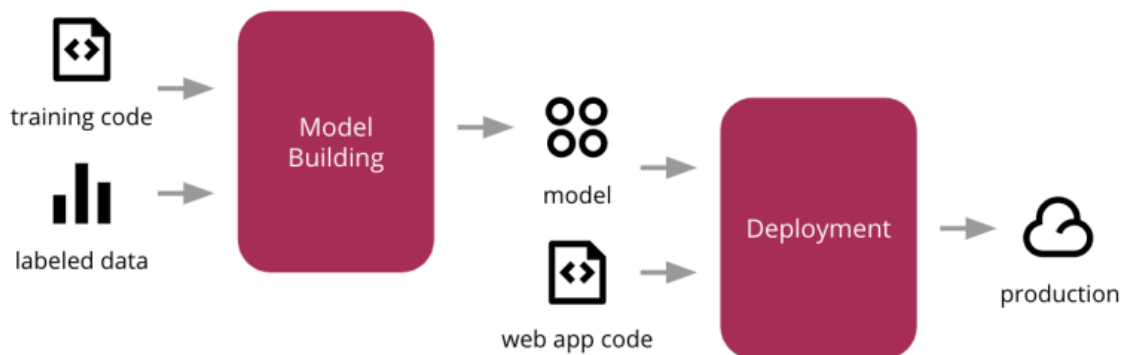 training code
labeled data
Model
Building
model
web app code
Deployment
production